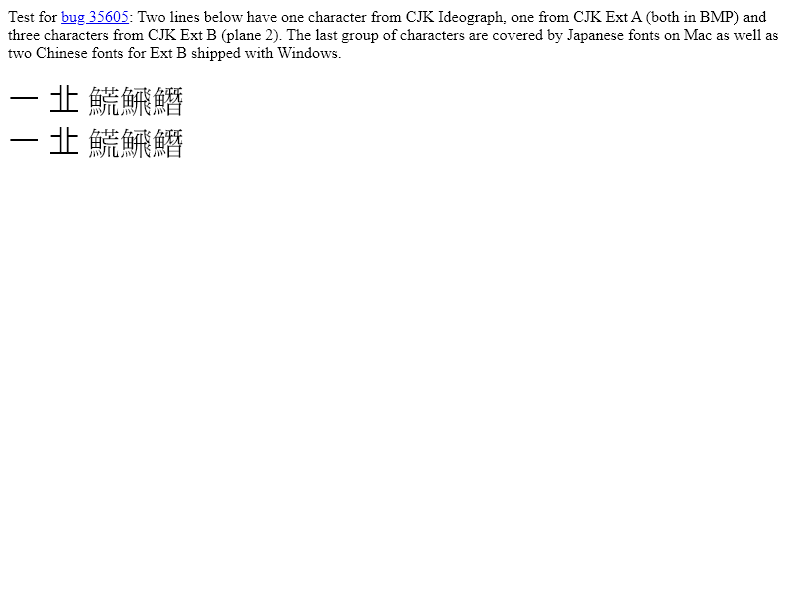 Test for bug 35605: Two lines below have one character from CJK Ideograph, one from CJK Ext A (both in BMP) and
three characters from CJK Ext B (plane 2). The last group of characters are covered by Japanese fonts on Mac as well as
two Chinese fonts for Ext B shipped with Windows.
一 㐀
一 㐀